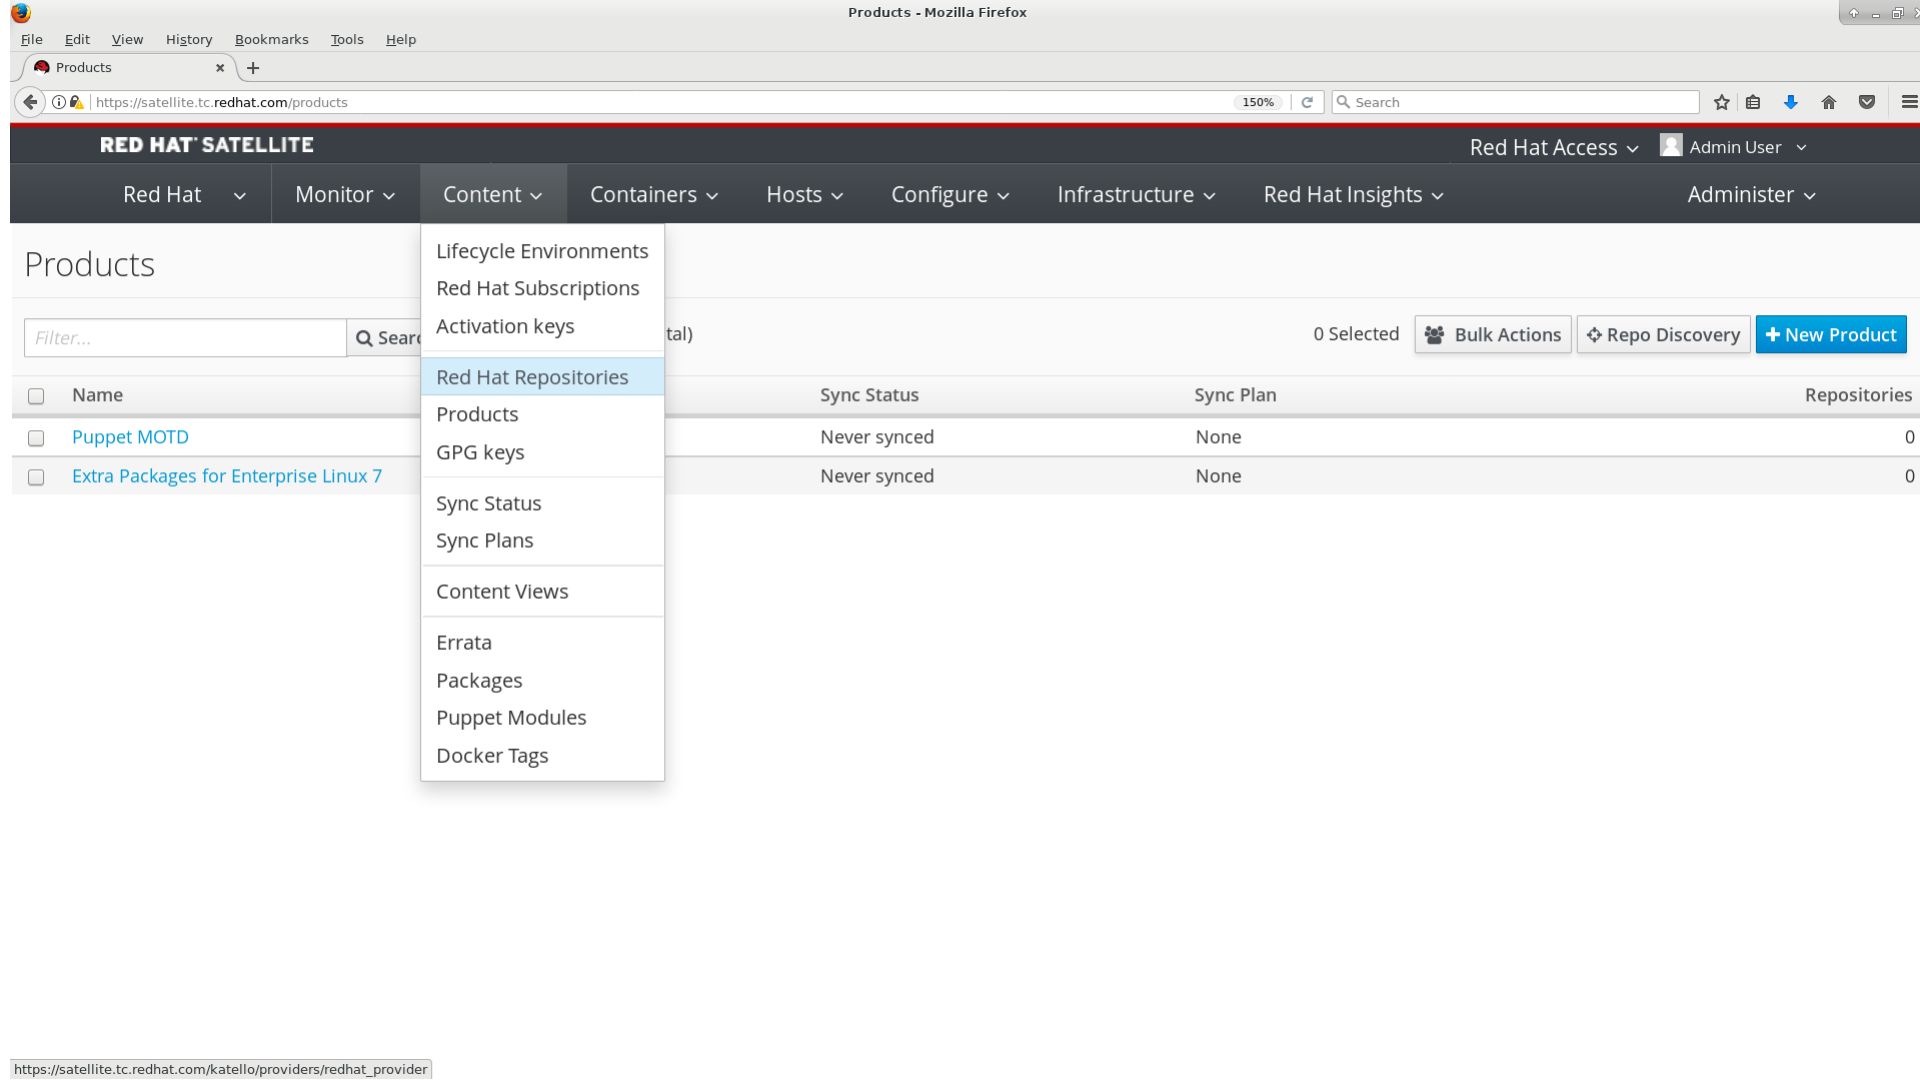 Products - Mozilla Firefox
File Edit View History Bookmarks Tools Help
Products
https://satellite.tc.redhat.com/products 150% Search
RED HAT SATELLITE Red Hat Access Admin User
Red Hat Monitor Content Containers Hosts Configure Infrastructure Red Hat Insights Administer
Products
Lifecycle Environments
Red Hat Subscriptions
Activation keys
Red Hat Repositories
Products
GPG keys
Sync Status
Sync Plans
Content Views
Errata
Packages
Puppet Modules
Docker Tags
Filter... Sear tal) 0 Selected Bulk Actions Repo Discovery New Product
Name Sync Status Sync Plan Repositories
Puppet MOTD Never synced None 0
Extra Packages for Enterprise Linux 7 Never synced None 0
https://satellite.tc.redhat.com/katello/providers/redhat_provider